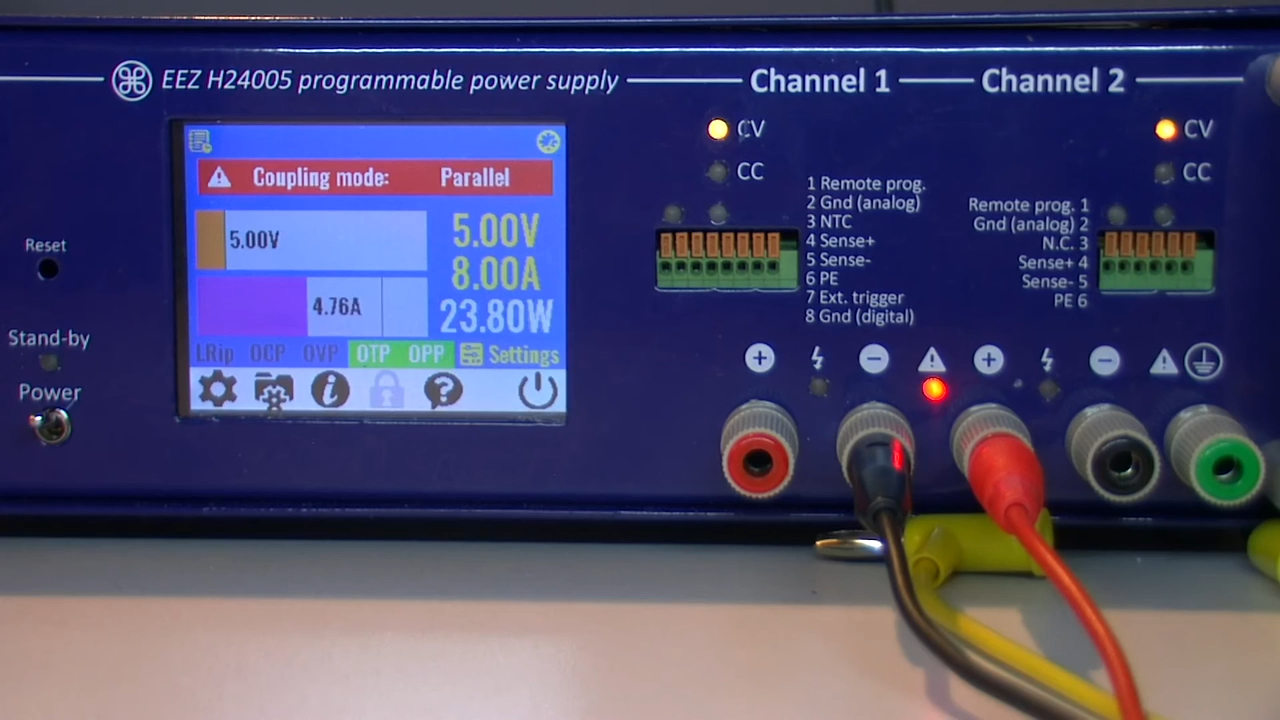 EEZ H24005 programmable power supply
Channel 1
Channel 2
CV
CC
CV
CC
Coupling mode: Parallel
5.00V
5.00V
8.00A
4.76A
23.80W
LRip OCP OVP OTP OPP Settings
Reset
Stand-by
Power
1 Remote prog.
2 Gnd (analog)
3 NTC
4 Sense+
5 Sense-
6 PE
7 Ext. trigger
8 Gnd (digital)
Remote prog. 1
Gnd (analog) 2
N.C. 3
Sense+ 4
Sense- 5
PE 6